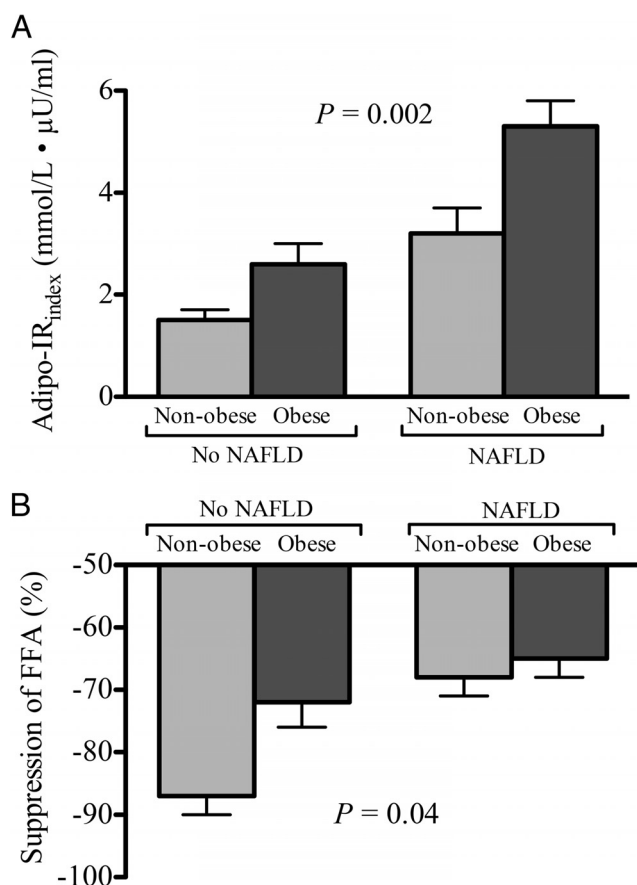 A
Adipo-IRindex (mmol/L • μU/ml)
6
4
2
0
P = 0.002
Non-obese Obese Non-obese Obese
No NAFLD NAFLD
B
No NAFLD NAFLD
Non-obese Obese Non-obese Obese
Suppression of FFA (%)
-50
-60
-70
-80
-90
-100
P = 0.04